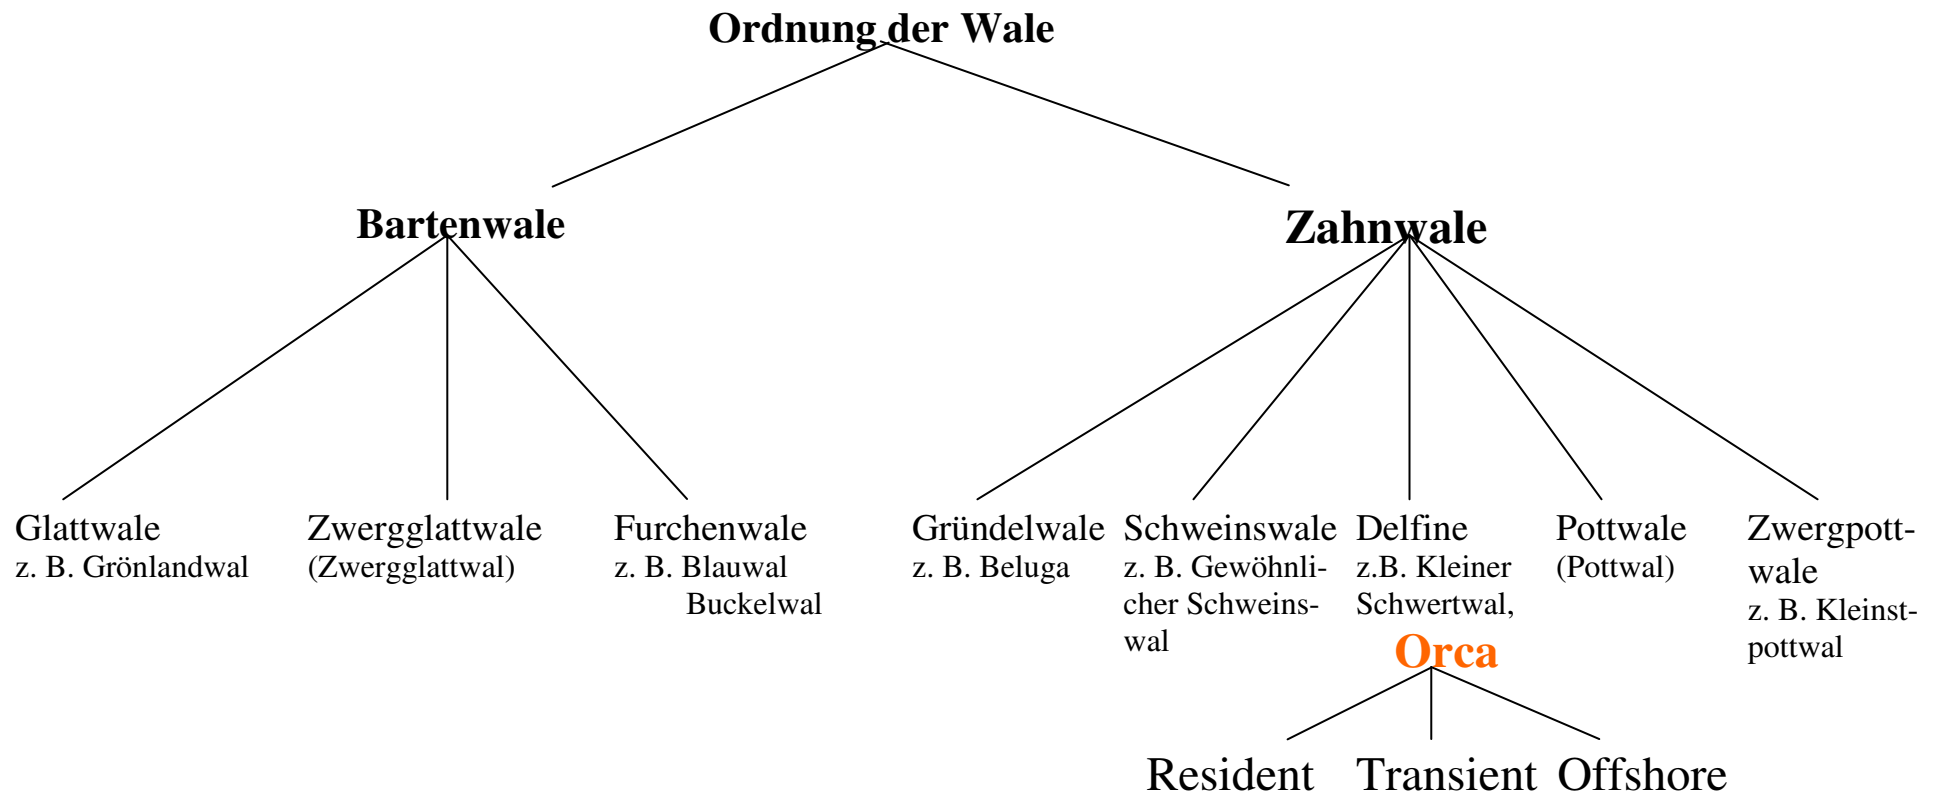 Ordnung der Wale
Bartenwale
Zahnwale
Glattwale
z. B. Grönlandwal
Zwergglattwale
(Zwergglattwal)
Furchenwale
z. B. Blauwal
Buckelwal
Gründelwale
z. B. Beluga
Schweinswale
z. B. Gewöhnli-
cher Schweins-
wal
Delfine
z.B. Kleiner
Schwertwal,
Orca
Pottwale
(Pottwal)
Zwergpott-
wale
z. B. Kleinst-
pottwal
Resident
Transient
Offshore